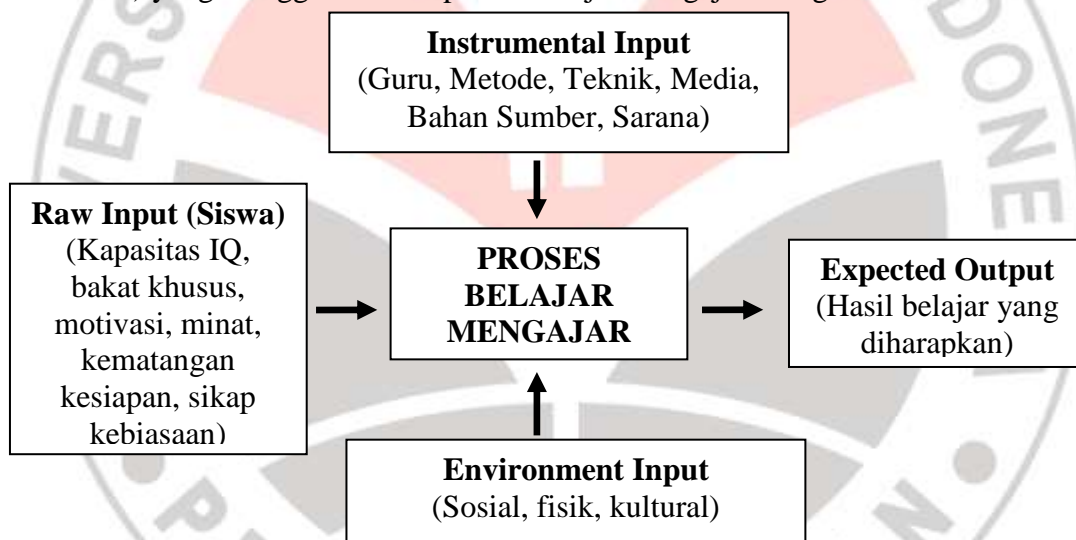 Instrumental Input
(Guru, Metode, Teknik, Media,
Bahan Sumber, Sarana)
Raw Input (Siswa)
(Kapasitas IQ,
bakat khusus,
motivasi, minat,
kematangan
kesiapan, sikap
kebiasaan)
PROSES
BELAJAR
MENGAJAR
Expected Output
(Hasil belajar yang
diharapkan)
Environment Input
(Sosial, fisik, kultural)